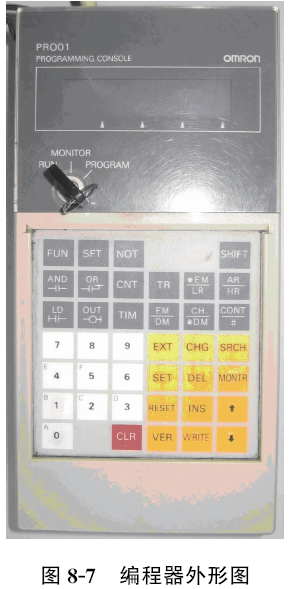 PRO01
PROGRAMMING CONSOLE OMRON
MONITOR
RUN PROGRAM
FUN SFT NOT SHIFT
AND OR CNT TR *EM LR AR HR
LD OUT TIM EM DM CH *DM CONT #
7 8 9 EXT CHG SRCH
E 4 F 5 6 SET DEL MONTR
B 1 C 2 D 3 RESET INS ↑
A 0 CLR VER WRITE ↓
图 8-7 编程器外形图